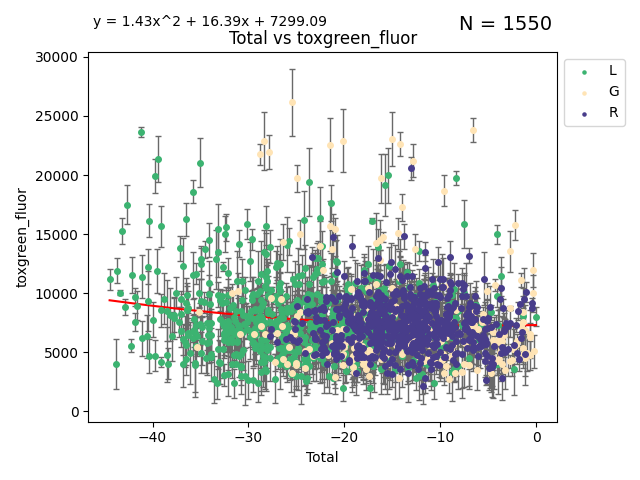 y = 1.43x^2 + 16.39x + 7299.09
N = 1550
Total vs toxgreen_fluor
30000
25000
20000
15000
10000
5000
0
toxgreen_fluor
−40
−30
−20
−10
0
Total
L
G
R